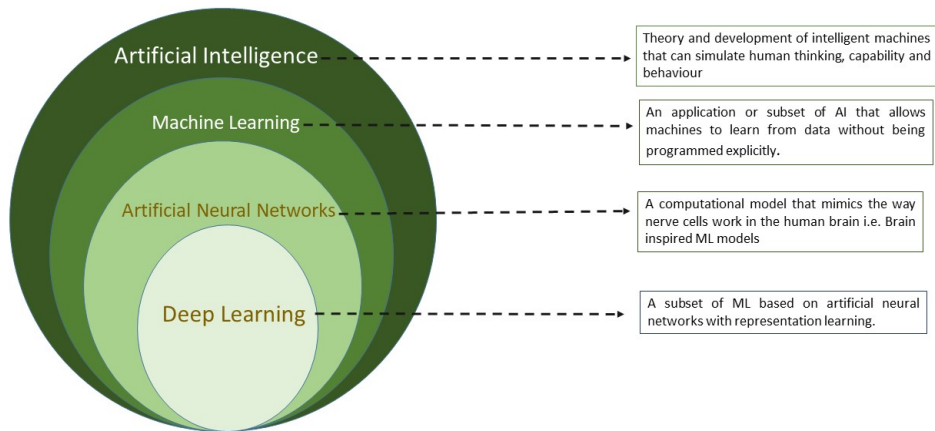 Artificial Intelligence
Theory and development of intelligent machines
that can simulate human thinking, capability and
behaviour
Machine Learning
An application or subset of AI that allows
machines to learn from data without being
programmed explicitly.
Artificial Neural Networks
A computational model that mimics the way
nerve cells work in the human brain i.e. Brain
inspired ML models
Deep Learning
A subset of ML based on artificial neural
networks with representation learning.